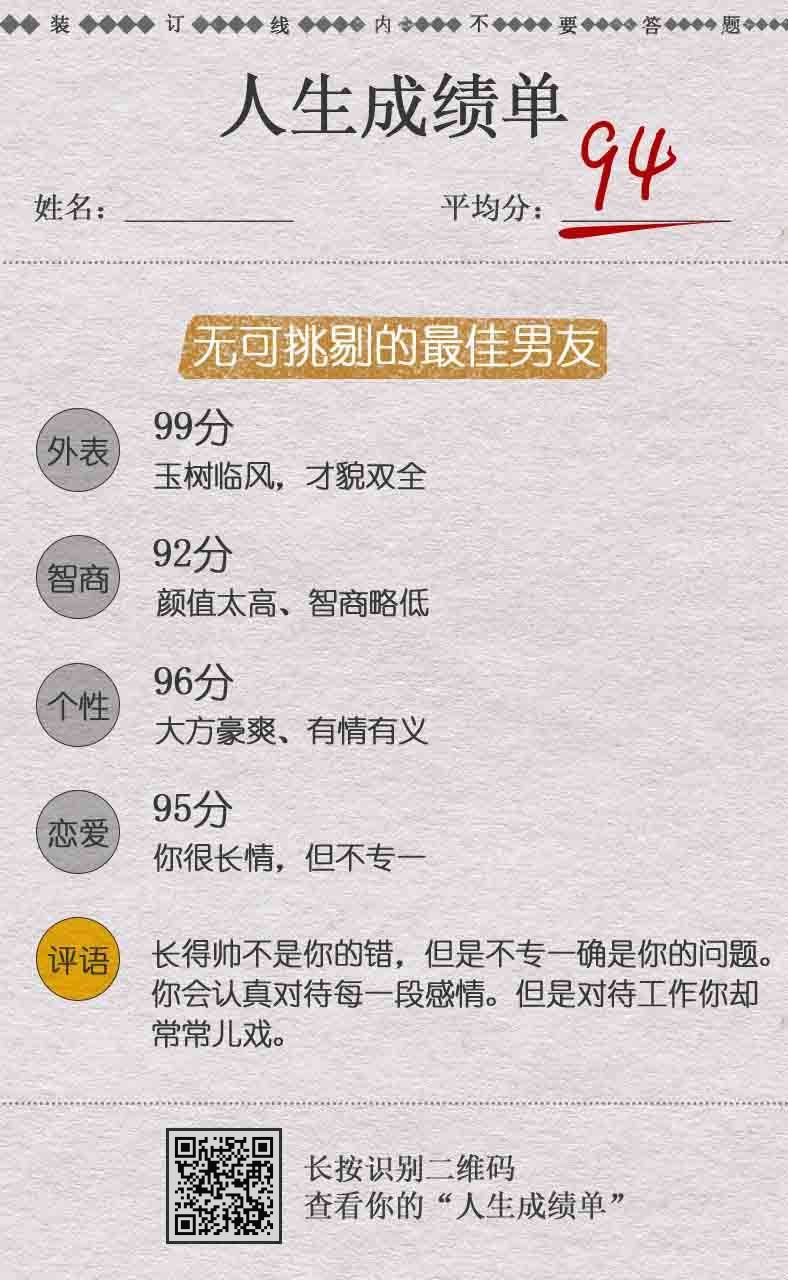 装订线内不要答题
人生成绩单
姓名：____________ 平均分：94
无可挑剔的最佳男友
外表
99分
玉树临风，才貌双全
智商
92分
颜值太高、智商略低
个性
96分
大方豪爽、有情有义
恋爱
95分
你很长情，但不专一
评语
长得帅不是你的错，但是不专一确是你的问题。
你会认真对待每一段感情。但是对待工作你却
常常儿戏。
长按识别二维码
查看你的“人生成绩单”